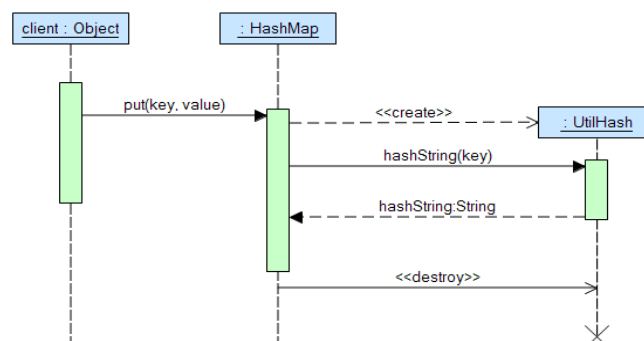 client : Object
: HashMap
put(key, value)
<<create>>
: UtilHash
hashString(key)
hashString:String
<<destroy>>